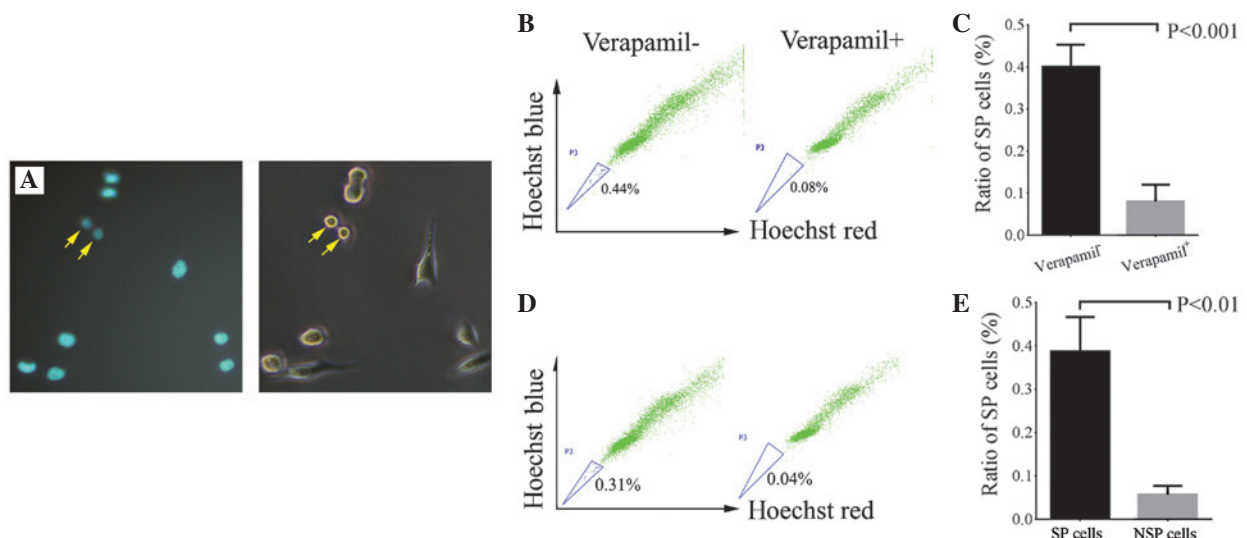 A
B
Verapamil-
Verapamil+
Hoechst blue
P3
0.44%
P3
0.08%
Hoechst red
C
P<0.001
Ratio of SP cells (%)
0.5
0.4
0.3
0.2
0.1
0.0
Verapamil-
Verapamil+
D
Hoechst blue
P3
0.31%
P3
0.04%
Hoechst red
E
P<0.01
Ratio of SP cells (%)
0.5
0.4
0.3
0.2
0.1
0.0
SP cells
NSP cells